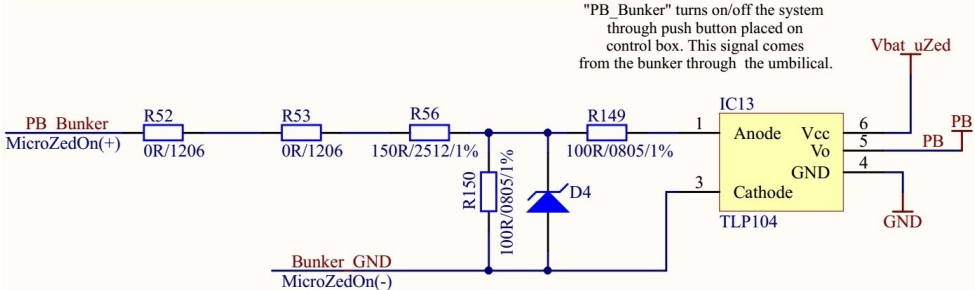 "PB_Bunker" turns on/off the system
through push button placed on
control box. This signal comes
from the bunker through  the umbilical.
Vbat_uZed
PB_Bunker
MicroZedOn(+)
R52
0R/1206
R53
0R/1206
R56
150R/2512/1%
R149
100R/0805/1%
R150
100R/0805/1%
D4
IC13
1
Anode
3
Cathode
Vcc
6
Vo
5
GND
4
TLP104
PB
PB
GND
Bunker_GND
MicroZedOn(-)